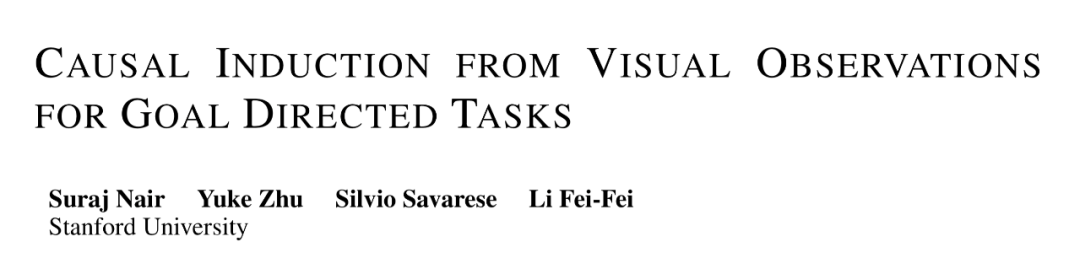 CAUSAL INDUCTION FROM VISUAL OBSERVATIONS
FOR GOAL DIRECTED TASKS
Suraj Nair Yuke Zhu Silvio Savarese Li Fei-Fei
Stanford University